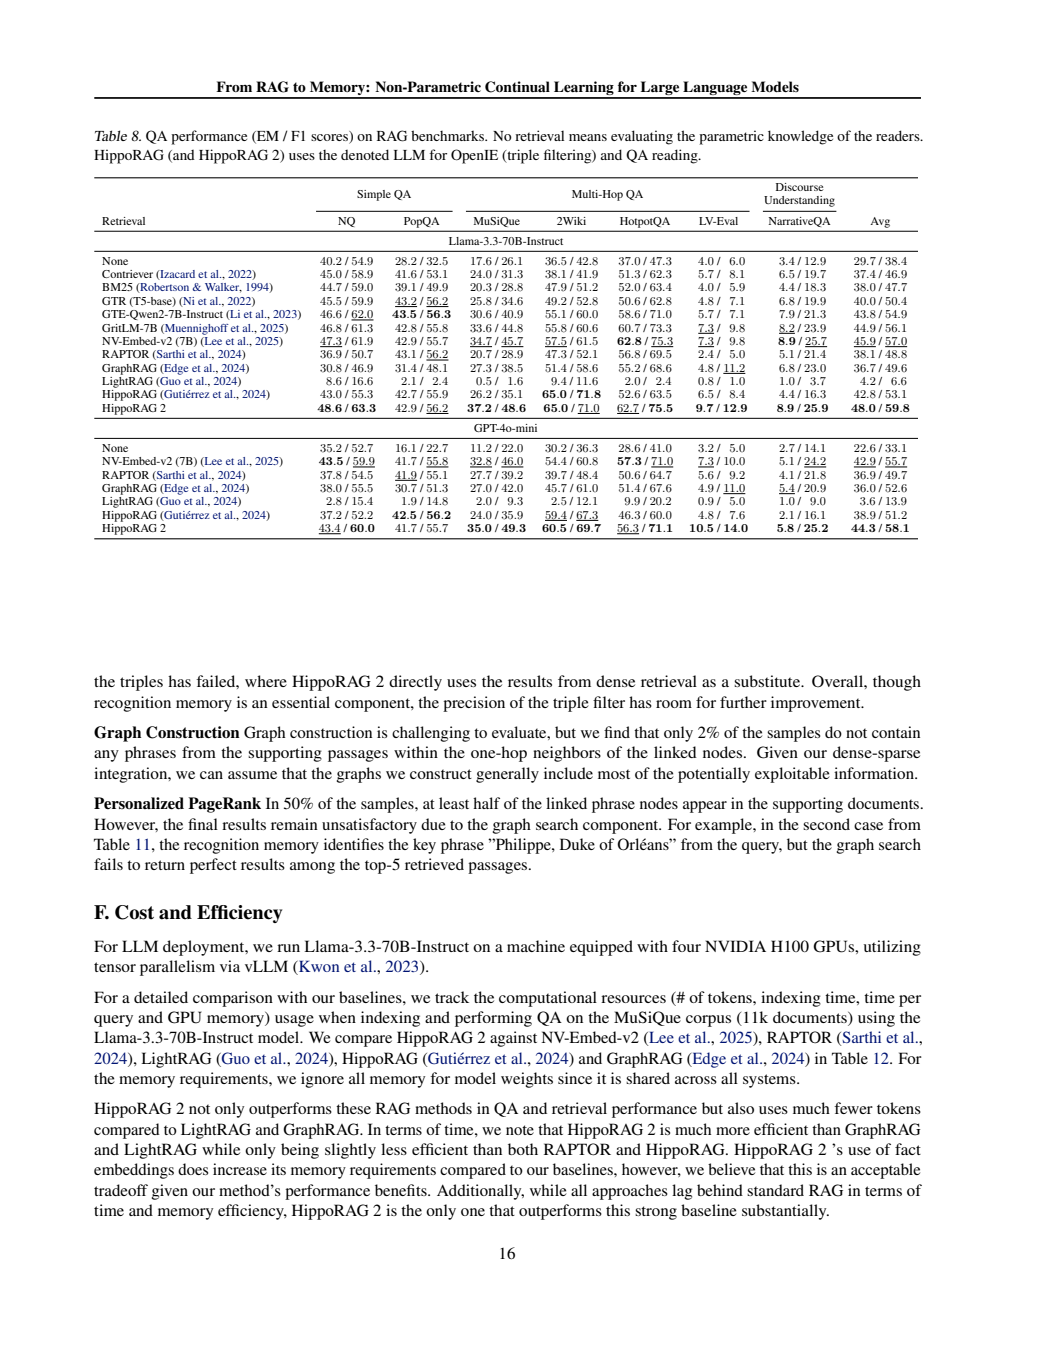 From RAG to Memory: Non-Parametric Continual Learning for Large Language Models
Table 8. QA performance (EM / F1 scores) on RAG benchmarks. No retrieval means evaluating the parametric knowledge of the readers.
HippoRAG (and HippoRAG 2) uses the denoted LLM for OpenIE (triple filtering) and QA reading.
Simple QA Multi-Hop QA Discourse Understanding
Retrieval NQ PopQA MuSiQue 2Wiki HotpotQA LV-Eval NarrativeQA Avg
Llama-3.3-70B-Instruct
None 40.2 / 54.9 28.2 / 32.5 17.6 / 26.1 36.5 / 42.8 37.0 / 47.3 4.0 / 6.0 3.4 / 12.9 29.7 / 38.4
Contriever (Izacard et al., 2022) 45.0 / 58.9 41.6 / 53.1 24.0 / 31.3 38.1 / 41.9 51.3 / 62.3 5.7 / 8.1 6.5 / 19.7 37.4 / 46.9
BM25 (Robertson & Walker, 1994) 44.7 / 59.0 39.1 / 49.9 20.3 / 28.8 47.9 / 51.2 52.0 / 63.4 4.0 / 5.9 4.4 / 18.3 38.0 / 47.7
GTR (T5-base) (Ni et al., 2022) 45.5 / 59.9 43.2 / 56.2 25.8 / 34.6 49.2 / 52.8 50.6 / 62.8 4.8 / 7.1 6.8 / 19.9 40.0 / 50.4
GTE-Qwen2-7B-Instruct (Li et al., 2023) 46.6 / 62.0 43.5 / 56.3 30.6 / 40.9 55.1 / 60.0 58.6 / 71.0 5.7 / 7.1 7.9 / 21.3 43.8 / 54.9
GritLM-7B (Muennighoff et al., 2025) 46.8 / 61.3 42.8 / 55.8 33.6 / 44.8 55.8 / 60.6 60.7 / 73.3 7.3 / 9.8 8.2 / 23.9 44.9 / 56.1
NV-Embed-v2 (7B) (Lee et al., 2025) 47.3 / 61.9 42.9 / 55.7 34.7 / 45.7 57.5 / 61.5 62.8 / 75.3 7.3 / 9.8 8.9 / 25.7 45.9 / 57.0
RAPTOR (Sarthi et al., 2024) 36.9 / 50.7 43.1 / 56.2 20.7 / 28.9 47.3 / 52.1 56.8 / 69.5 2.4 / 5.0 5.1 / 21.4 38.1 / 48.8
GraphRAG (Edge et al., 2024) 30.8 / 46.9 31.4 / 48.1 27.3 / 38.5 51.4 / 58.6 55.2 / 68.6 4.8 / 11.2 6.8 / 23.0 36.7 / 49.6
LightRAG (Guo et al., 2024) 8.6 / 16.6 2.1 / 2.4 0.5 / 1.6 9.4 / 11.6 2.0 / 2.4 0.8 / 1.0 1.0 / 3.7 4.2 / 6.6
HippoRAG (Gutiérrez et al., 2024) 43.0 / 55.3 42.7 / 55.9 26.2 / 35.1 65.0 / 71.8 52.6 / 63.5 6.5 / 8.4 4.4 / 16.3 42.8 / 53.1
HippoRAG 2 48.6 / 63.3 42.9 / 56.2 37.2 / 48.6 65.0 / 71.0 62.7 / 75.5 9.7 / 12.9 8.9 / 25.9 48.0 / 59.8
GPT-4o-mini
None 35.2 / 52.7 16.1 / 22.7 11.2 / 22.0 30.2 / 36.3 28.6 / 41.0 3.2 / 5.0 2.7 / 14.1 22.6 / 33.1
NV-Embed-v2 (7B) (Lee et al., 2025) 43.5 / 59.9 41.7 / 55.8 32.8 / 46.0 54.4 / 60.8 57.3 / 71.0 7.3 / 10.0 5.1 / 24.2 42.9 / 55.7
RAPTOR (Sarthi et al., 2024) 37.8 / 54.5 41.9 / 55.1 27.7 / 39.2 39.7 / 48.4 50.6 / 64.7 5.6 / 9.2 4.1 / 21.8 36.9 / 49.7
GraphRAG (Edge et al., 2024) 38.0 / 55.5 30.7 / 51.3 27.0 / 42.0 45.7 / 61.0 51.4 / 67.6 4.9 / 11.0 5.4 / 20.9 36.0 / 52.6
LightRAG (Guo et al., 2024) 2.8 / 15.4 1.9 / 14.8 2.0 / 9.3 2.5 / 12.1 9.9 / 20.2 0.9 / 5.0 1.0 / 9.0 3.6 / 13.9
HippoRAG (Gutiérrez et al., 2024) 37.2 / 52.2 42.5 / 56.2 24.0 / 35.9 59.4 / 67.3 46.3 / 60.0 4.8 / 7.6 2.1 / 16.1 38.9 / 51.2
HippoRAG 2 43.4 / 60.0 41.7 / 55.7 35.0 / 49.3 60.5 / 69.7 56.3 / 71.1 10.5 / 14.0 5.8 / 25.2 44.3 / 58.1
the triples has failed, where HippoRAG 2 directly uses the results from dense retrieval as a substitute. Overall, though
recognition memory is an essential component, the precision of the triple filter has room for further improvement.
Graph Construction Graph construction is challenging to evaluate, but we find that only 2% of the samples do not contain
any phrases from the supporting passages within the one-hop neighbors of the linked nodes. Given our dense-sparse
integration, we can assume that the graphs we construct generally include most of the potentially exploitable information.
Personalized PageRank In 50% of the samples, at least half of the linked phrase nodes appear in the supporting documents.
However, the final results remain unsatisfactory due to the graph search component. For example, in the second case from
Table 11, the recognition memory identifies the key phrase ”Philippe, Duke of Orléans” from the query, but the graph search
fails to return perfect results among the top-5 retrieved passages.
F. Cost and Efficiency
For LLM deployment, we run Llama-3.3-70B-Instruct on a machine equipped with four NVIDIA H100 GPUs, utilizing
tensor parallelism via vLLM (Kwon et al., 2023).
For a detailed comparison with our baselines, we track the computational resources (# of tokens, indexing time, time per
query and GPU memory) usage when indexing and performing QA on the MuSiQue corpus (11k documents) using the
Llama-3.3-70B-Instruct model. We compare HippoRAG 2 against NV-Embed-v2 (Lee et al., 2025), RAPTOR (Sarthi et al.,
2024), LightRAG (Guo et al., 2024), HippoRAG (Gutiérrez et al., 2024) and GraphRAG (Edge et al., 2024) in Table 12. For
the memory requirements, we ignore all memory for model weights since it is shared across all systems.
HippoRAG 2 not only outperforms these RAG methods in QA and retrieval performance but also uses much fewer tokens
compared to LightRAG and GraphRAG. In terms of time, we note that HippoRAG 2 is much more efficient than GraphRAG
and LightRAG while only being slightly less efficient than both RAPTOR and HippoRAG. HippoRAG 2 ’s use of fact
embeddings does increase its memory requirements compared to our baselines, however, we believe that this is an acceptable
tradeoff given our method’s performance benefits. Additionally, while all approaches lag behind standard RAG in terms of
time and memory efficiency, HippoRAG 2 is the only one that outperforms this strong baseline substantially.
16